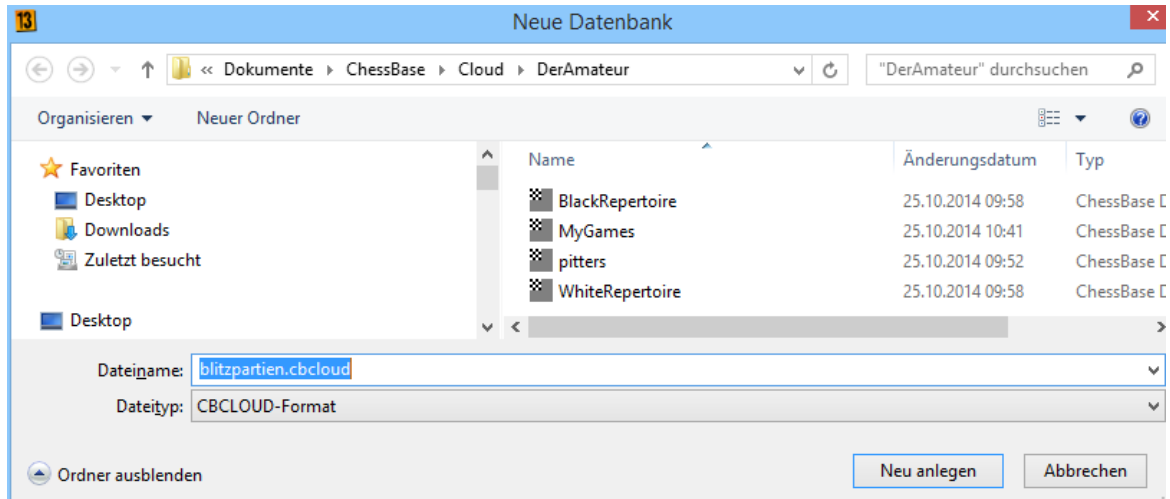 13 Neue Datenbank
« Dokumente ChessBase Cloud DerAmateur "DerAmateur" durchsuchen
Organisieren Neuer Ordner
Favoriten
Desktop
Downloads
Zuletzt besucht
Desktop
Name Änderungsdatum Typ
BlackRepertoire 25.10.2014 09:58 ChessBase D
MyGames 25.10.2014 10:41 ChessBase D
pitters 25.10.2014 09:52 ChessBase D
WhiteRepertoire 25.10.2014 09:58 ChessBase D
Dateiname: blitzpartien.cbcloud
Dateityp: CBCLOUD-Format
Ordner ausblenden Neu anlegen Abbrechen